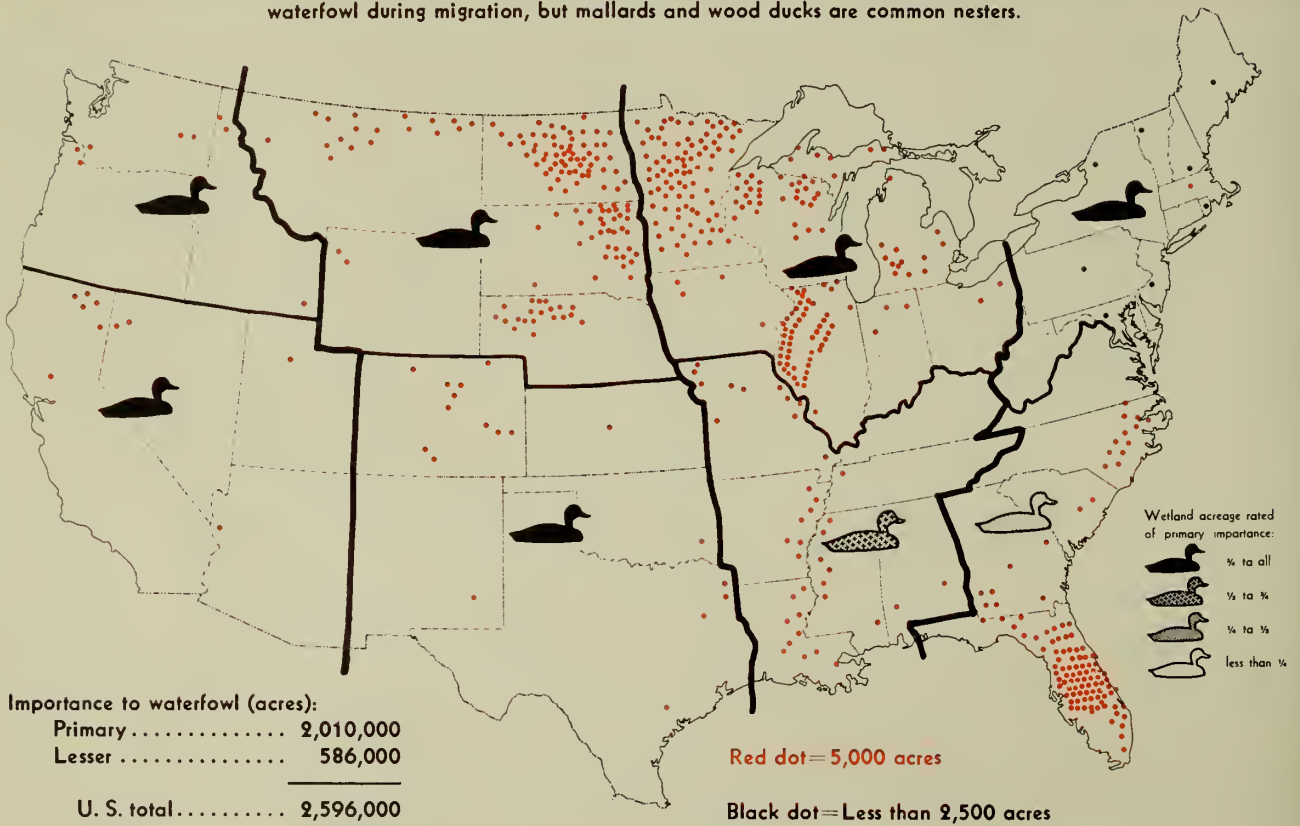 waterfowl during migration, but mallards and wood ducks are common nesters.
Wetland acreage rated
of primary importance:
¾ ta all
½ ta ¾
¼ ta ½
less than ¼
Importance to waterfowl (acres):
Primary .............. 2,010,000
Lesser ............... 586,000
U. S. total.......... 2,596,000
Red dot=5,000 acres
Black dot=Less than 2,500 acres